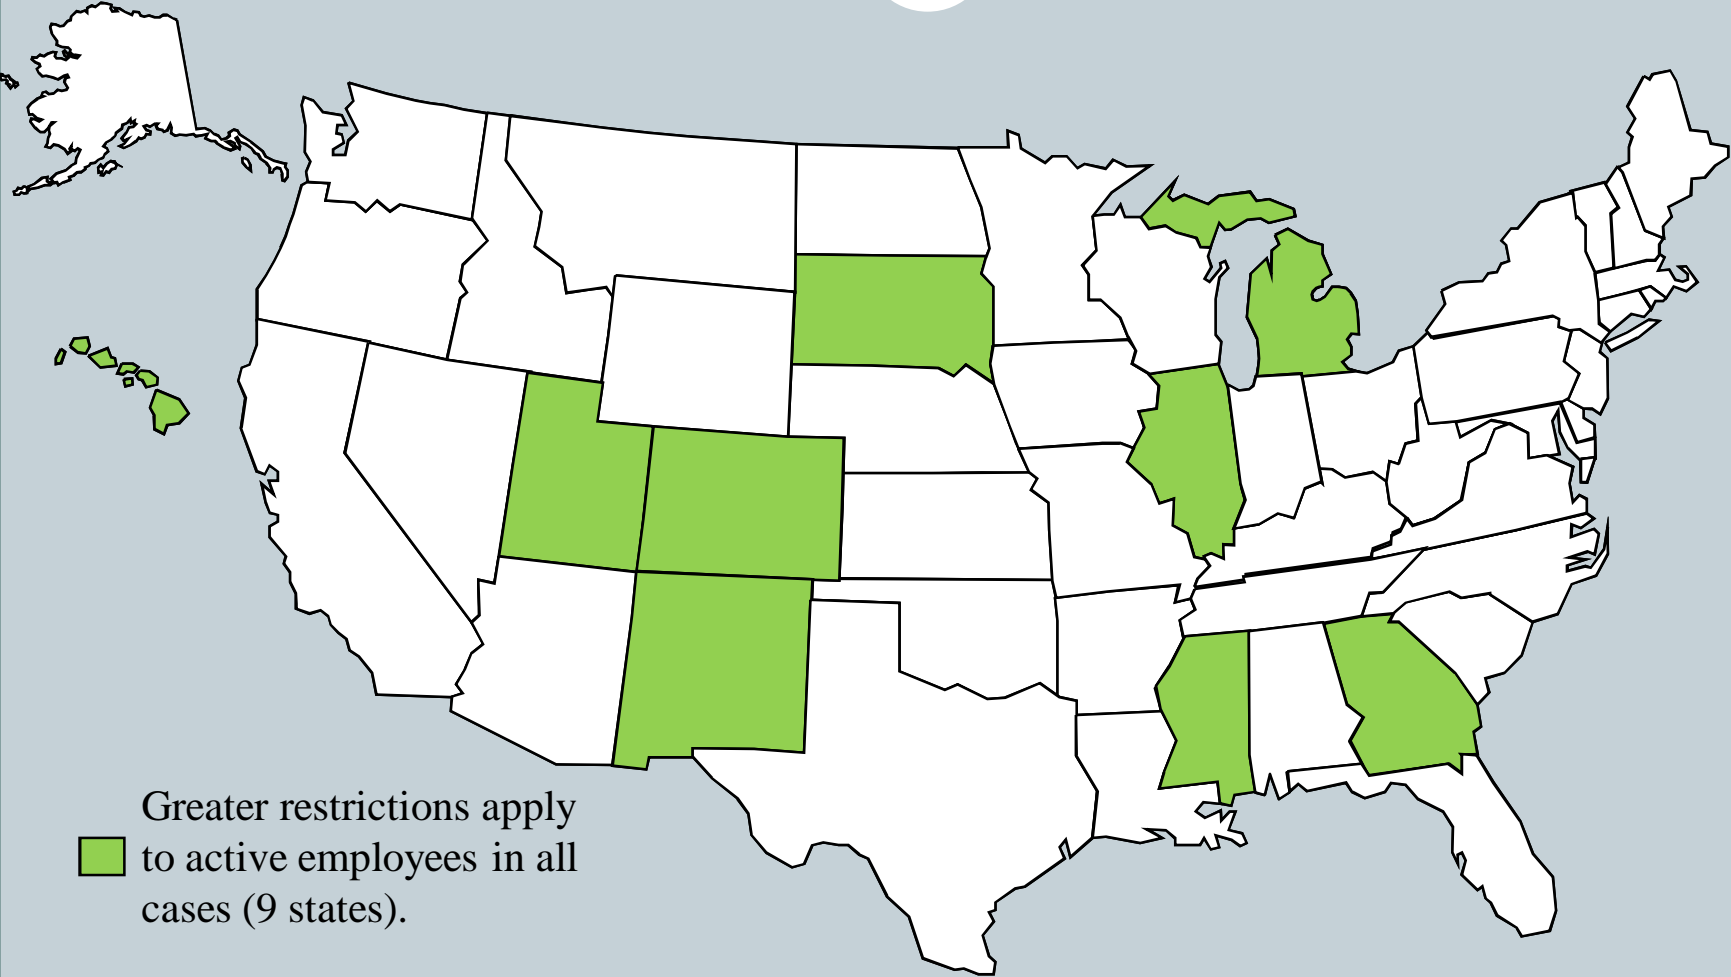 Greater restrictions apply
to active employees in all
cases (9 states).